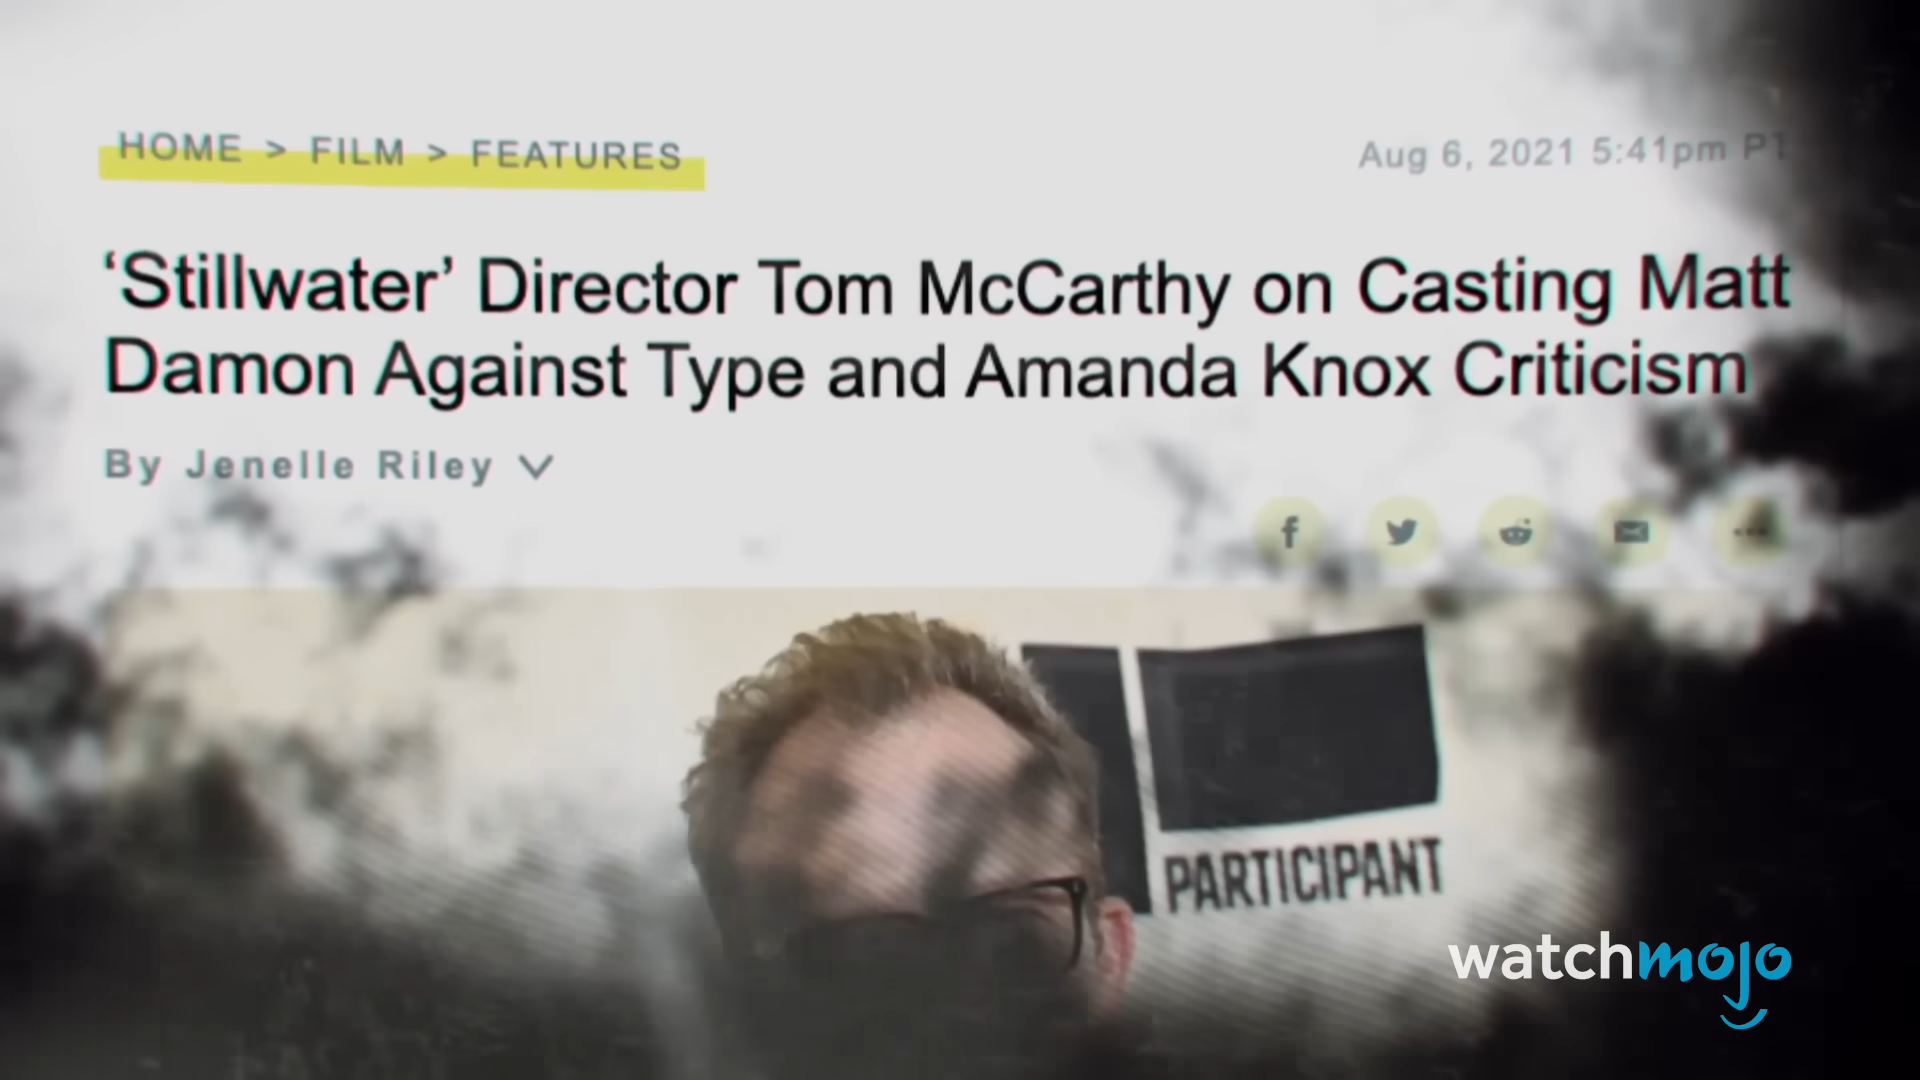 HOME > FILM > FEATURES
Aug 6, 2021 5:41pm PT
‘Stillwater’ Director Tom McCarthy on Casting Matt
Damon Against Type and Amanda Knox Criticism
By Jenelle Riley
PARTICIPANT
watchmojo